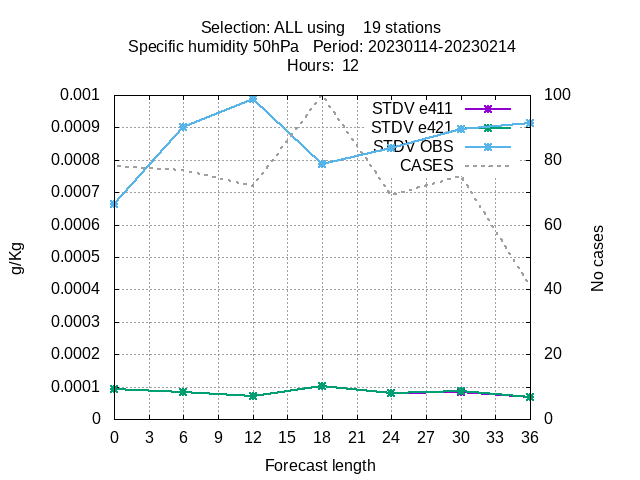 Selection: ALL using    19 stations
Specific humidity 50hPa   Period: 20230114-20230214
Hours:  12
STDV e411
STDV e421
STDV OBS
CASES
0.001
0.0009
0.0008
0.0007
0.0006
0.0005
0.0004
0.0003
0.0002
0.0001
0
g/Kg
100
80
60
40
20
0
No cases
0 3 6 9 12 15 18 21 24 27 30 33 36
Forecast length